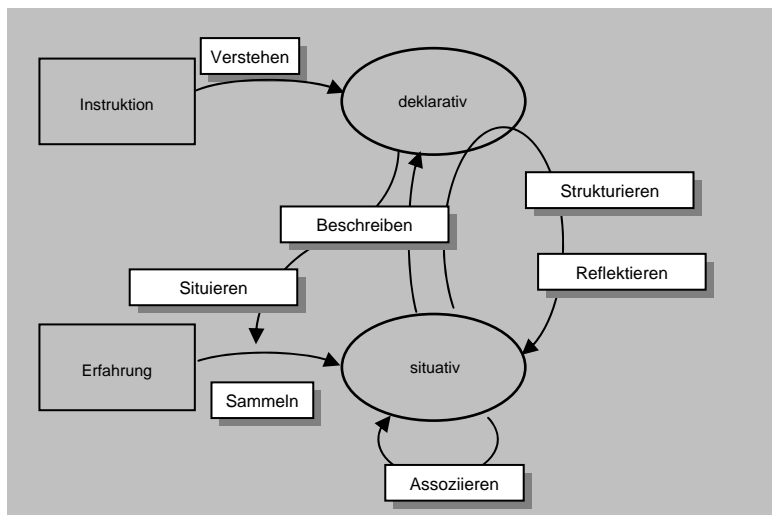 Verstehen
Instruktion
deklarativ
Strukturieren
Beschreiben
Reflektieren
Situieren
Erfahrung
situativ
Sammeln
Assoziieren